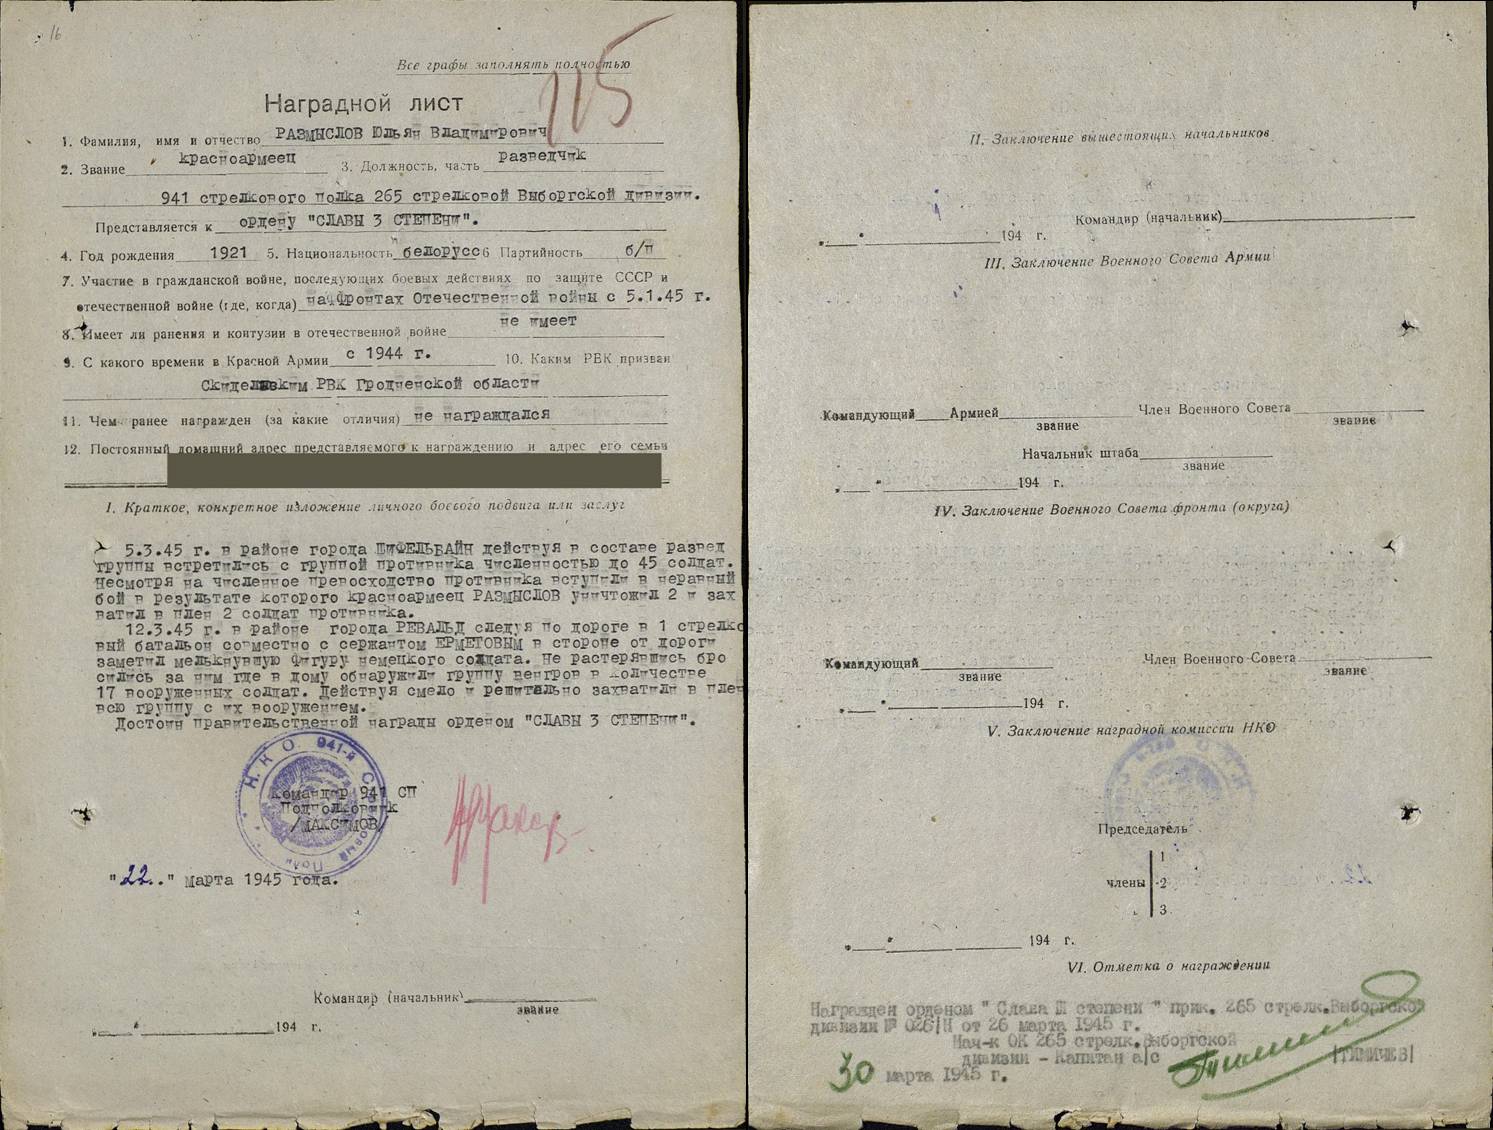 16
115
Все графы заполнять полностью
Наградной лист
1. Фамилия, имя и отчество РАЗМЫСЛОВ Юльян Владимирович
2. Звание красноармеец 3. Должность, часть разведчик
941 стрелкового полка 265 стрелковой Выборгской дивизии.
Представляется к ордену "СЛАВЫ 3 СТЕПЕНИ".
4. Год рождения 1921 5. Национальность белорусс 6 Партийность б/п
7. Участие в гражданской войне, последующих боевых действиях по защите СССР и
отечественной войне (где, когда) на фронтах Отечественной войны с 5.1.45 г.
8. Имеет ли ранения и контузии в отечественной войне не имеет
9. С какого времени в Красной Армии с 1944 г. 10. Каким РВК призван
Скидельским РВК Гродненской области
11. Чем ранее награжден (за какие отличия) не награждался
12. Постоянный домашний адрес представляемого к награждению и адрес его семьи
I. Краткое, конкретное изложение личного боевого подвига или заслуг
5.3.45 г. в районе города ШИФЕЛЬБАЙН действуя в составе развед
группы встретились с группой противника численностью до 45 солдат.
Несмотря на численное превосходство противника вступили в неравный
бой в результате которого красноармеец РАЗМЫСЛОВ уничтожил 2 и зах
ватил в плен 2 солдат противника.
12.3.45 г. в районе города РЕВАЛЬД следуя по дороге в 1 стрелко
вый батальон совместно с сержантом ЕРМЕТОВЫМ в стороне от дороги
заметил мелькнувшую фигуру немецкого солдата. Не растерявшись бро
сились за ним где в дому обнаружили группу венгров в количестве
17 вооруженных солдат. Действуя смело и решительно захватили в плен
всю группу с их вооружением.
Достоин правительственной награды орденом "СЛАВЫ 3 СТЕПЕНИ".
Н.К.О. 941-й Стрелковый Полк
Командир 941 СП
Подполковник
/МАКСИМОВ/
"22.." марта 1945 года.
Командир (начальник)
звание
" " 194 г.
II. Заключение вышестоящих начальников
Командир (начальник)
" " 194 г.
III. Заключение Военного Совета Армии
Командующий Армией Член Военного Совета
звание звание
Начальник штаба
звание
" " 194 г.
IV. Заключение Военного Совета фронта (округа)
Командующий Член Военного Совета
звание звание
" " 194 г.
V. Заключение наградной комиссии НКО
Председатель
1
члены 2
3
" " 194 г.
VI. Отметка о награждении
Награжден орденом " Слава Ш степени " прик. 265 стрелк.Выборгской
дивизии № 026/Н от 26 марта 1945 г.
Нач-к ОК 265 стрелк.Выборгской
дивизии - Капитан а/с /ТИМИЧЕВ/
30 марта 1945 г.